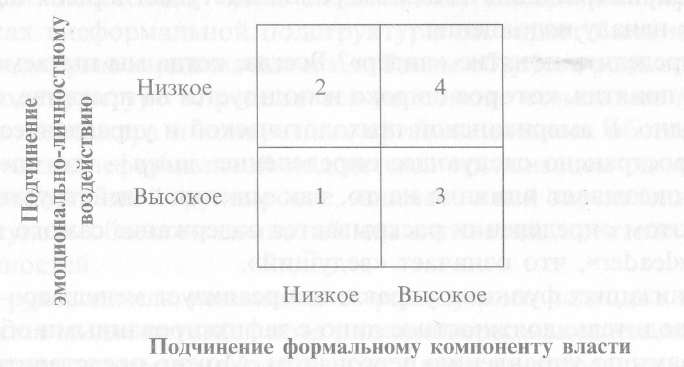 Подчинение
эмоционально-личностному
воздействию
Низкое 2 4
Высокое 1 3
Низкое Высокое
Подчинение формальному компоненту власти